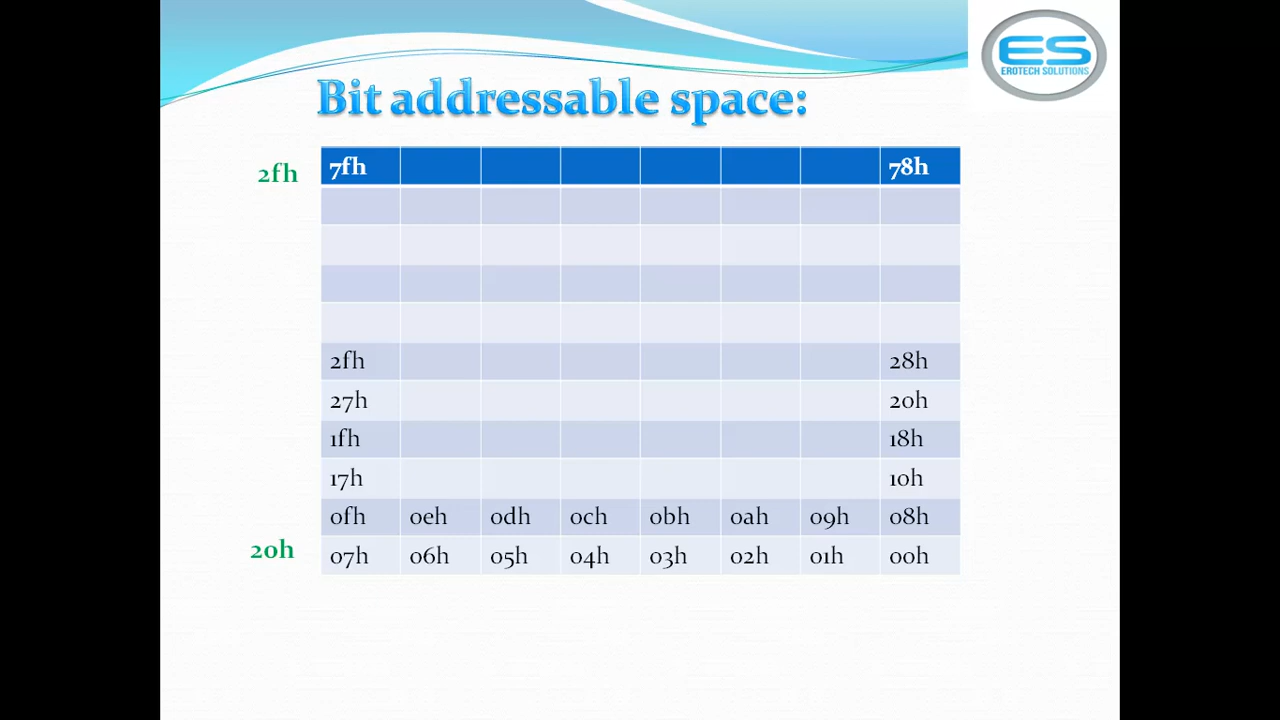 ES
EROTECH SOLUTIONS
Bit addressable space:
2fh 7fh 78h
2fh 28h
27h 20h
1fh 18h
17h 10h
0fh 0eh 0dh 0ch 0bh 0ah 09h 08h
20h 07h 06h 05h 04h 03h 02h 01h 00h